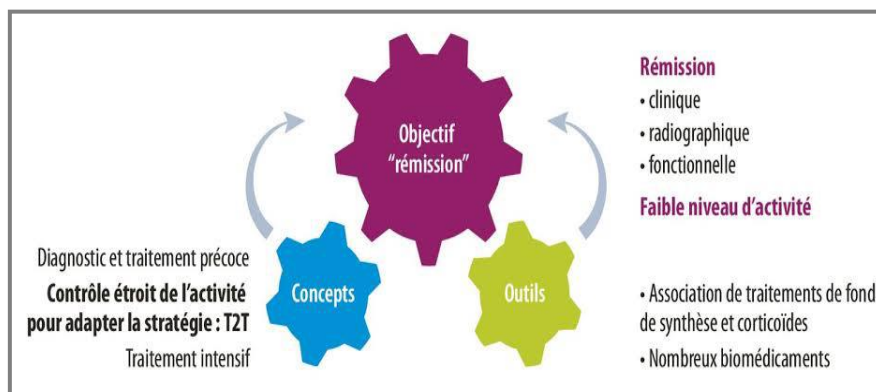 Objectif
“rémission”
Rémission
• clinique
• radiographique
• fonctionnelle
Faible niveau d’activité
Diagnostic et traitement précoce
Contrôle étroit de l’activité
pour adapter la stratégie : T2T
Traitement intensif
Concepts
Outils
• Association de traitements de fond
de synthèse et corticoïdes
• Nombreux biomédicaments